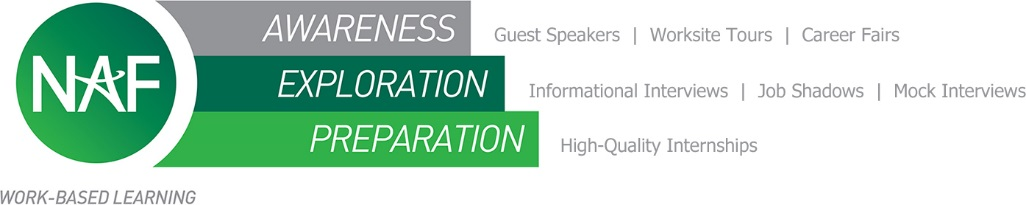 NAF
AWARENESS Guest Speakers | Worksite Tours | Career Fairs
EXPLORATION Informational Interviews | Job Shadows | Mock Interviews
PREPARATION High-Quality Internships
WORK-BASED LEARNING